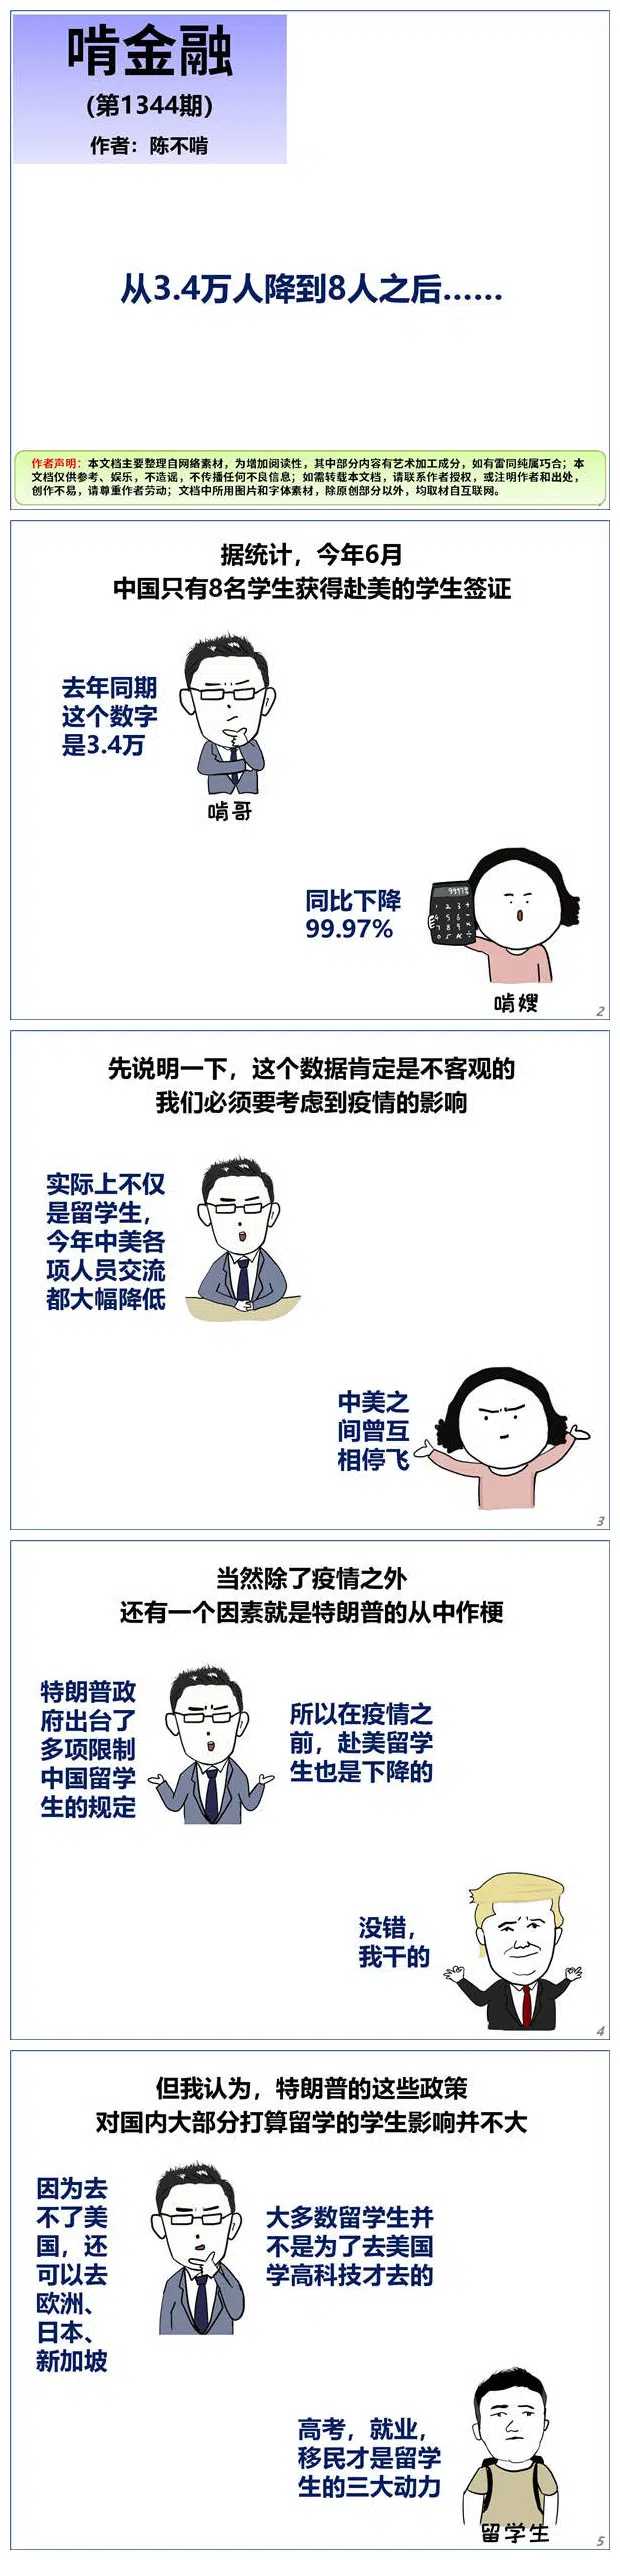 啃金融
(第1344期)
作者：陈不啃
从3.4万人降到8人之后......
作者声明：本文档主要整理自网络素材，为增加阅读性，其中部分内容有艺术加工成分，如有雷同纯属巧合；本
文档仅供参考、娱乐，不造谣，不传播任何不良信息；如需转载本文档，请联系作者授权，或注明作者和出处，
创作不易，请尊重作者劳动；文档中所用图片和字体素材，除原创部分以外，均取材自互联网。
据统计，今年6月
中国只有8名学生获得赴美的学生签证
去年同期
这个数字
是3.4万
啃哥
同比下降
99.97%
啃嫂
2
先说明一下，这个数据肯定是不客观的
我们必须要考虑到疫情的影响
实际上不仅
是留学生，
今年中美各
项人员交流
都大幅降低
中美之
间曾互
相停飞
3
当然除了疫情之外
还有一个因素就是特朗普的从中作梗
特朗普政
府出台了
多项限制
中国留学
生的规定
所以在疫情之
前，赴美留学
生也是下降的
没错，
我干的
4
但我认为，特朗普的这些政策
对国内大部分打算留学的学生影响并不大
因为去
不了美
国，还
可以去
欧洲、
日本、
新加坡
大多数留学生并
不是为了去美国
学高科技才去的
高考，就业，
移民才是留学
生的三大动力
留学生
5